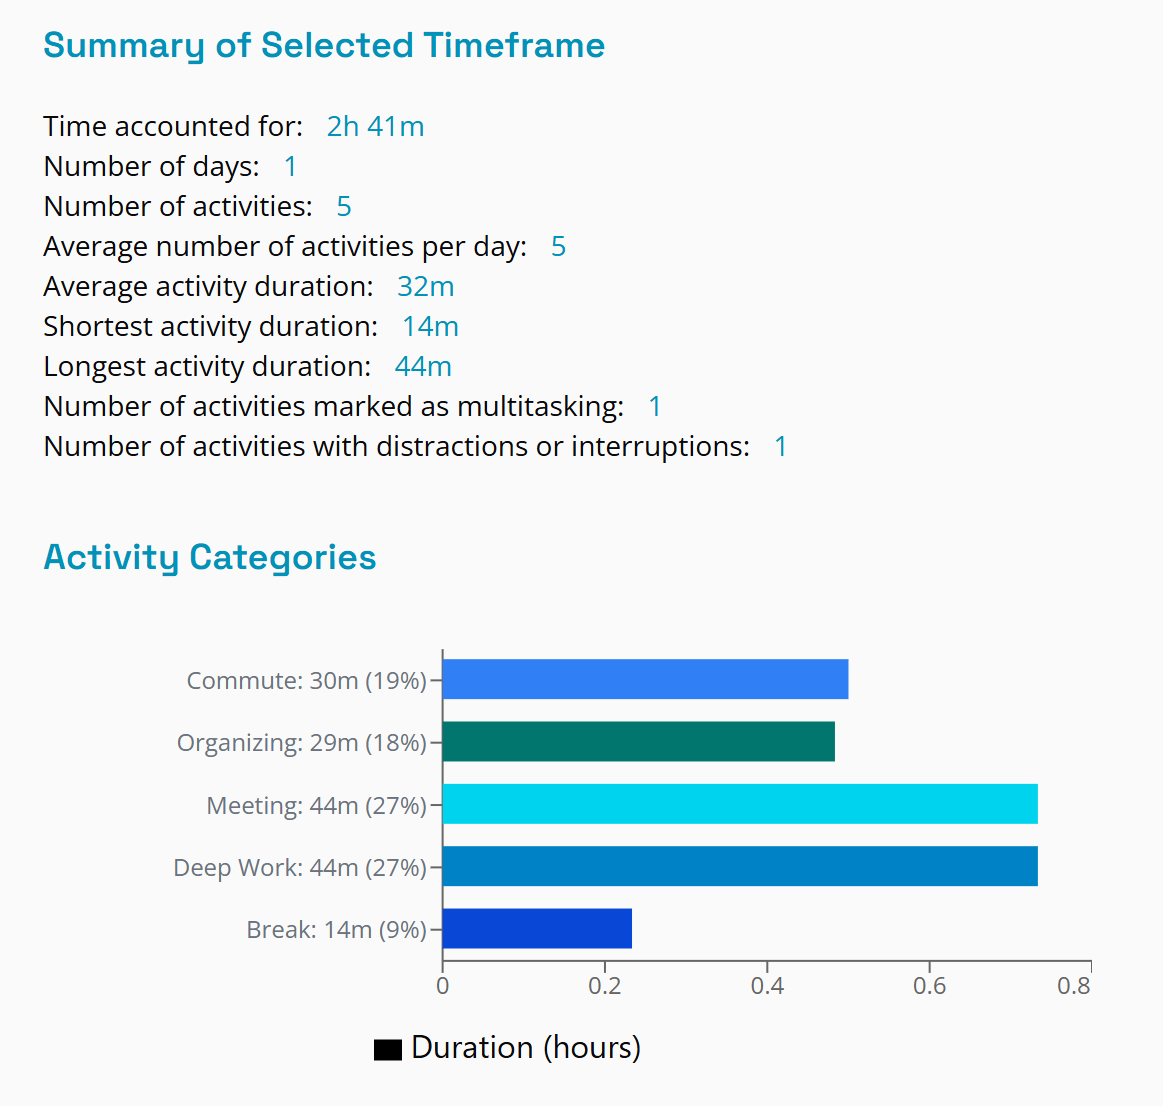 Summary of Selected Timeframe
Time accounted for: 2h 41m
Number of days: 1
Number of activities: 5
Average number of activities per day: 5
Average activity duration: 32m
Shortest activity duration: 14m
Longest activity duration: 44m
Number of activities marked as multitasking: 1
Number of activities with distractions or interruptions: 1
Activity Categories
Commute: 30m (19%)
Organizing: 29m (18%)
Meeting: 44m (27%)
Deep Work: 44m (27%)
Break: 14m (9%)
0 0.2 0.4 0.6 0.8
Duration (hours)